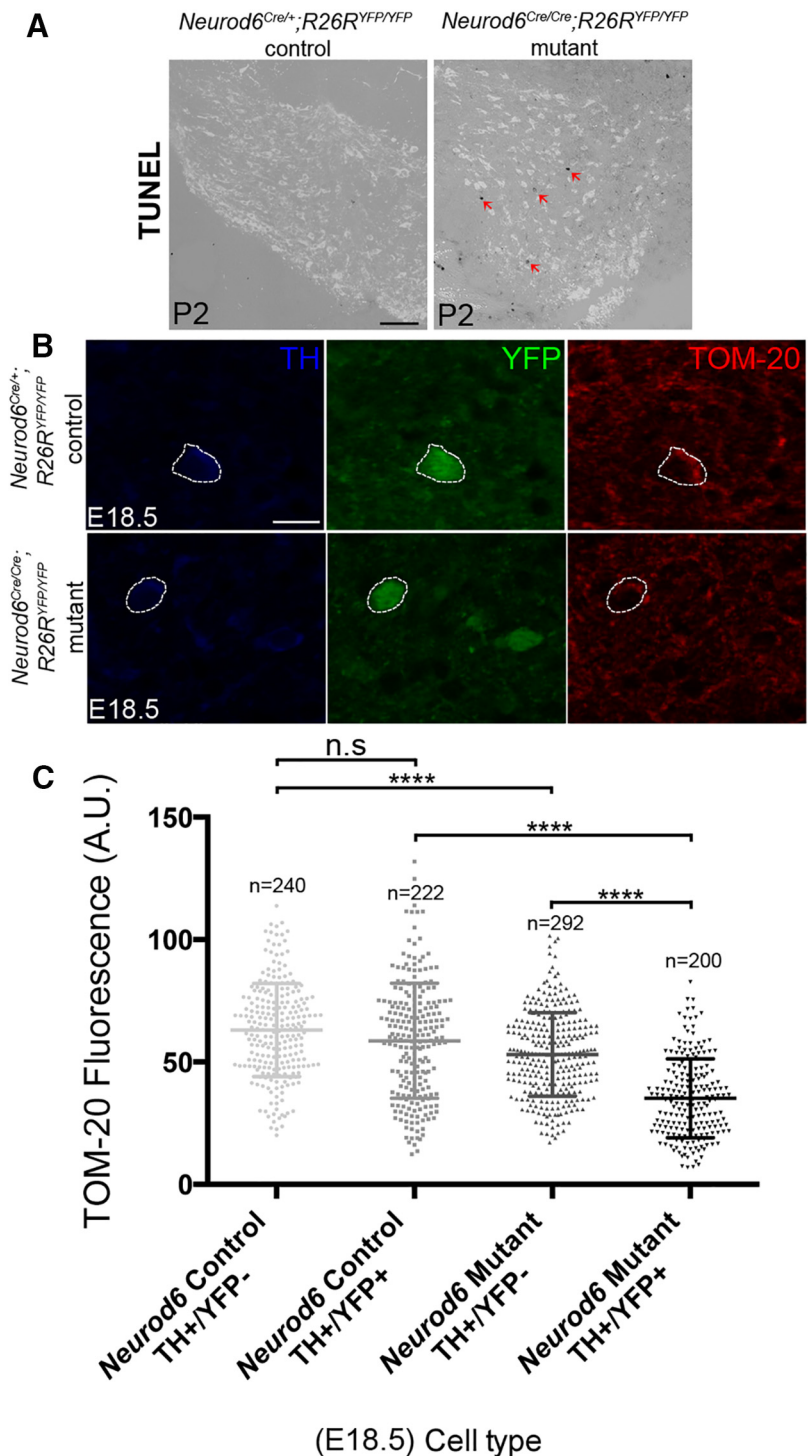 A
Neurod6Cre/+;R26RYFP/YFP
control
Neurod6Cre/Cre;R26RYFP/YFP
mutant
TUNEL
P2
P2
B
Neurod6Cre/+;
R26RYFP/YFP
control
TH
YFP
TOM-20
E18.5
Neurod6Cre/Cre;
R26RYFP/YFP
mutant
E18.5
C
n.s
****
****
****
TOM-20 Fluorescence (A.U.)
150
100
50
0
n=240
n=222
n=292
n=200
Neurod6 Control
TH+/YFP-
Neurod6 Control
TH+/YFP+
Neurod6 Mutant
TH+/YFP-
Neurod6 Mutant
TH+/YFP+
(E18.5) Cell type